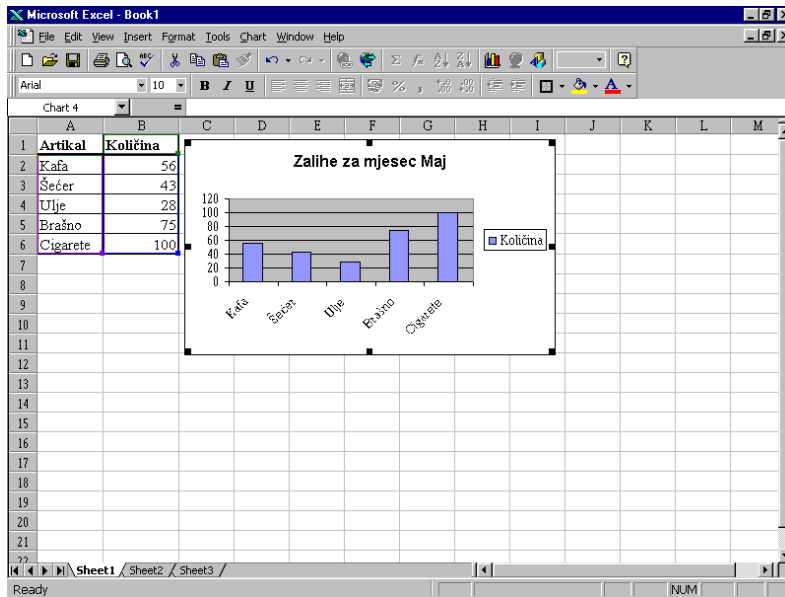 Microsoft Excel - Book1
File Edit View Insert Format Tools Chart Window Help
Arial 10 B I U % ,
Chart 4 =
A B C D E F G H I J K L M
1 Artikal Količina
2 Kafa 56
3 Šećer 43
4 Ulje 28
5 Brašno 75
6 Cigarete 100
7
8
9
10
11
12
13
14
15
16
17
18
19
20
21
22
Zalihe za mjesec Maj
120
100
80
60
40
20
0
Kafa Šećer Ulje Brašno Cigarete
Količina
Sheet1 Sheet2 Sheet3
Ready NUM